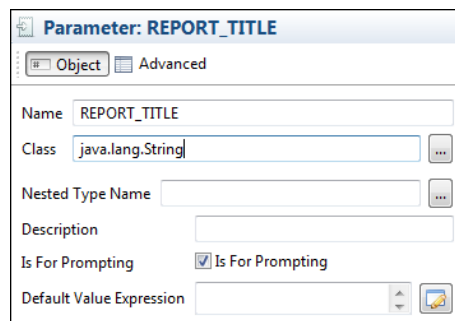 Parameter: REPORT_TITLE
Object Advanced
Name REPORT_TITLE
Class java.lang.String ...
Nested Type Name ...
Description
Is For Prompting Is For Prompting
Default Value Expression